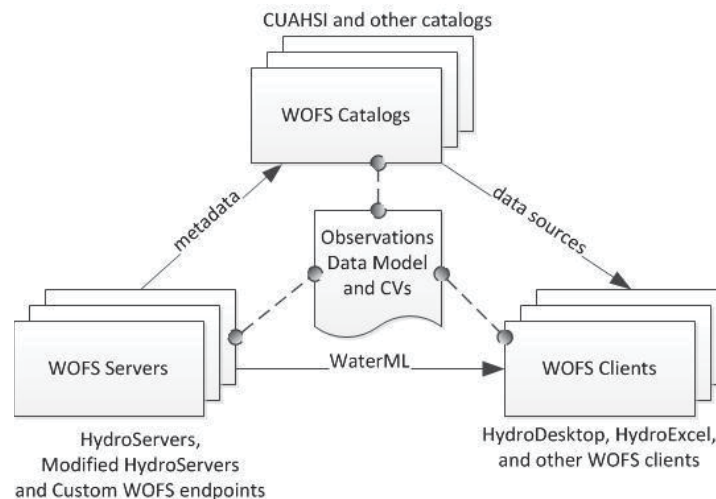 CUAHSI and other catalogs
WOFS Catalogs
metadata
data sources
Observations
Data Model
and CVs
WOFS Servers
WaterML
WOFS Clients
HydroServers,
Modified HydroServers
and Custom WOFS endpoints
HydroDesktop, HydroExcel,
and other WOFS clients